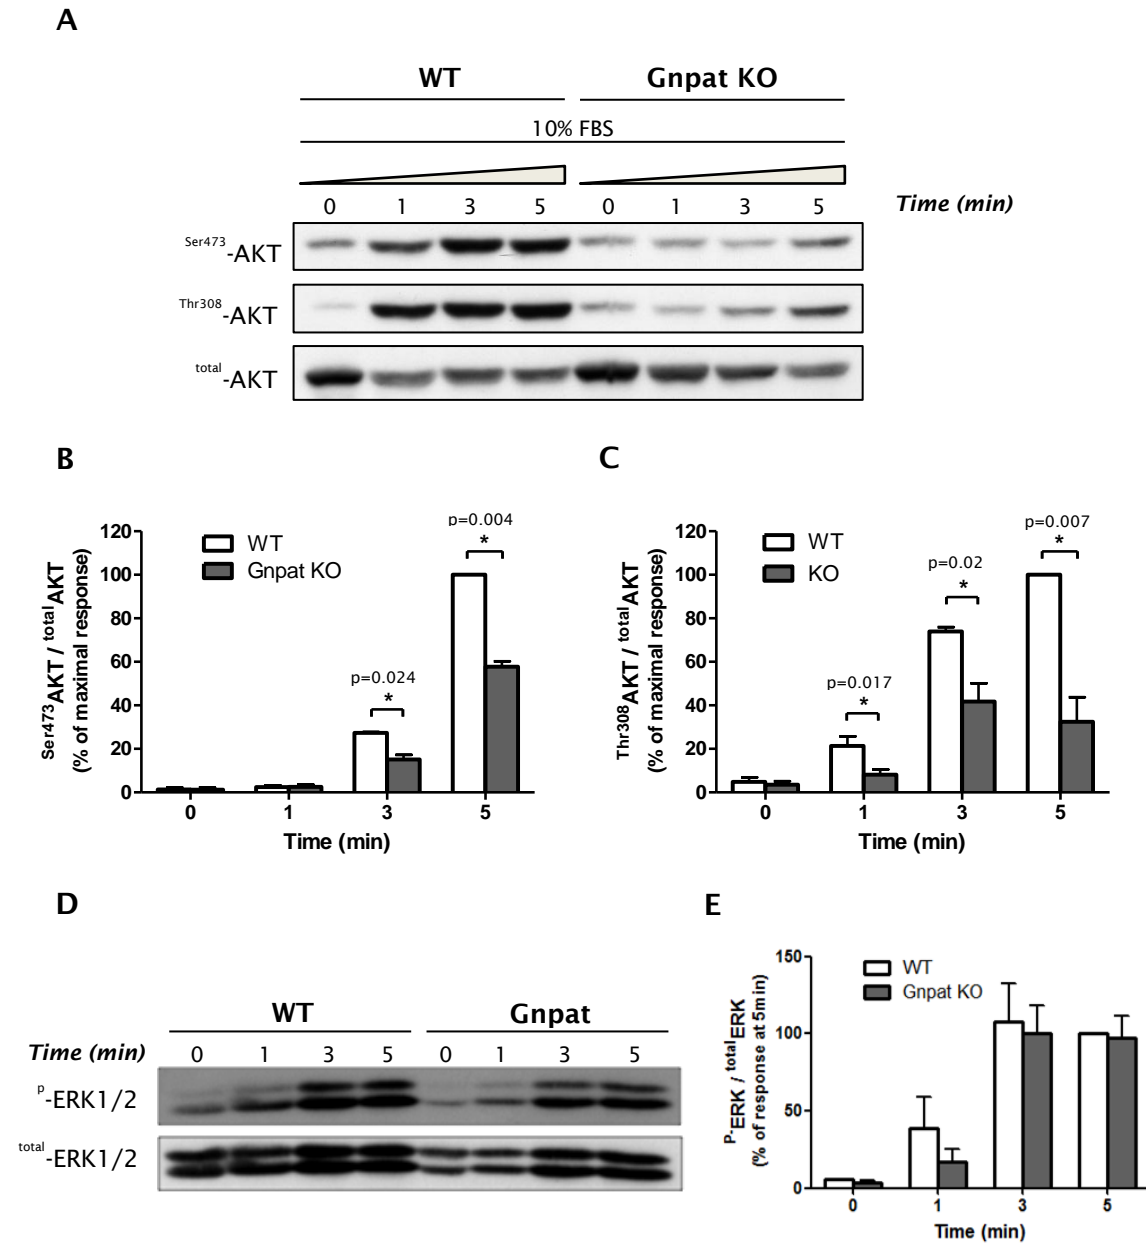 A
WT Gnpat KO
10% FBS
0 1 3 5 0 1 3 5 Time (min)
Ser473-AKT
Thr308-AKT
total-AKT
B
Ser473AKT / totalAKT
(% of maximal response)
120
100
80
60
40
20
0
WT
Gnpat KO
p=0.024
*
p=0.004
*
0 1 3 5
Time (min)
C
Thr308AKT / totalAKT
(% of maximal response)
120
100
80
60
40
20
0
WT
KO
p=0.017
*
p=0.02
*
p=0.007
*
0 1 3 5
Time (min)
D
WT Gnpat
Time (min) 0 1 3 5 0 1 3 5
p-ERK1/2
total-ERK1/2
E
P-ERK / totalERK
(% of response at 5min)
150
100
50
0
WT
Gnpat KO
0 1 3 5
Time (min)